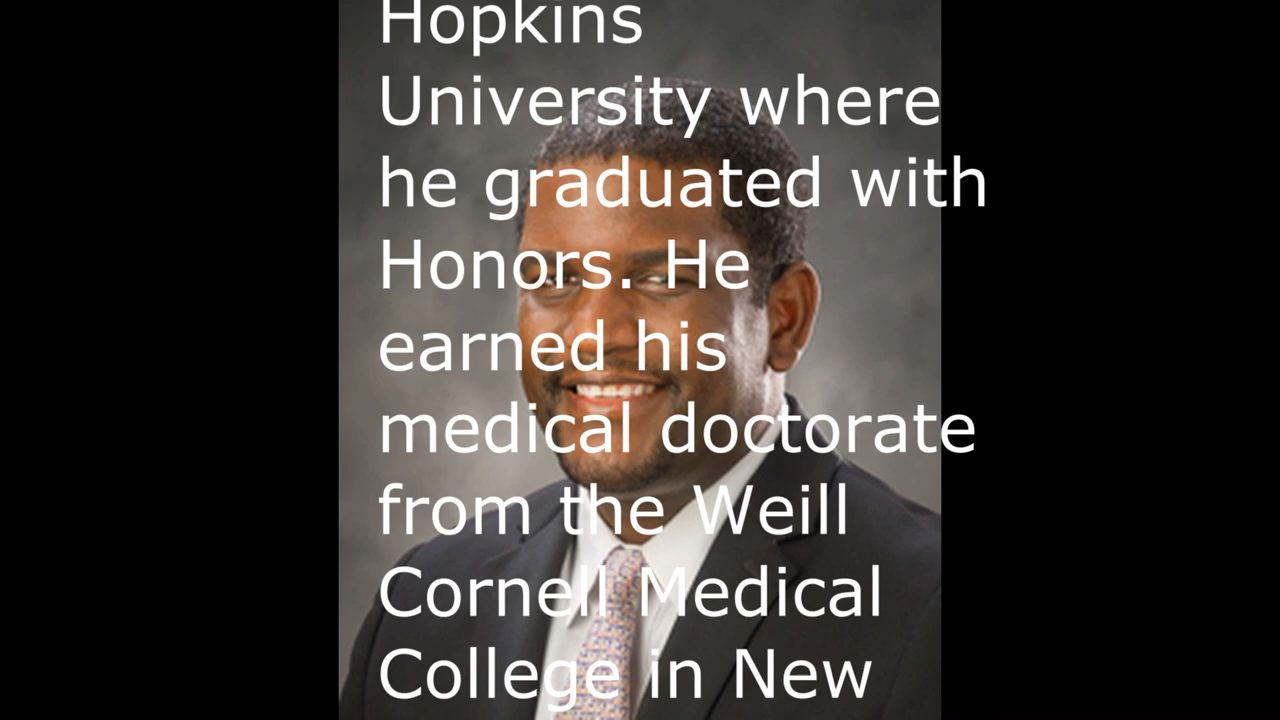 Hopkins
University where
he graduated with
Honors. He
earned his
medical doctorate
from the Weill
Cornell Medical
College in New